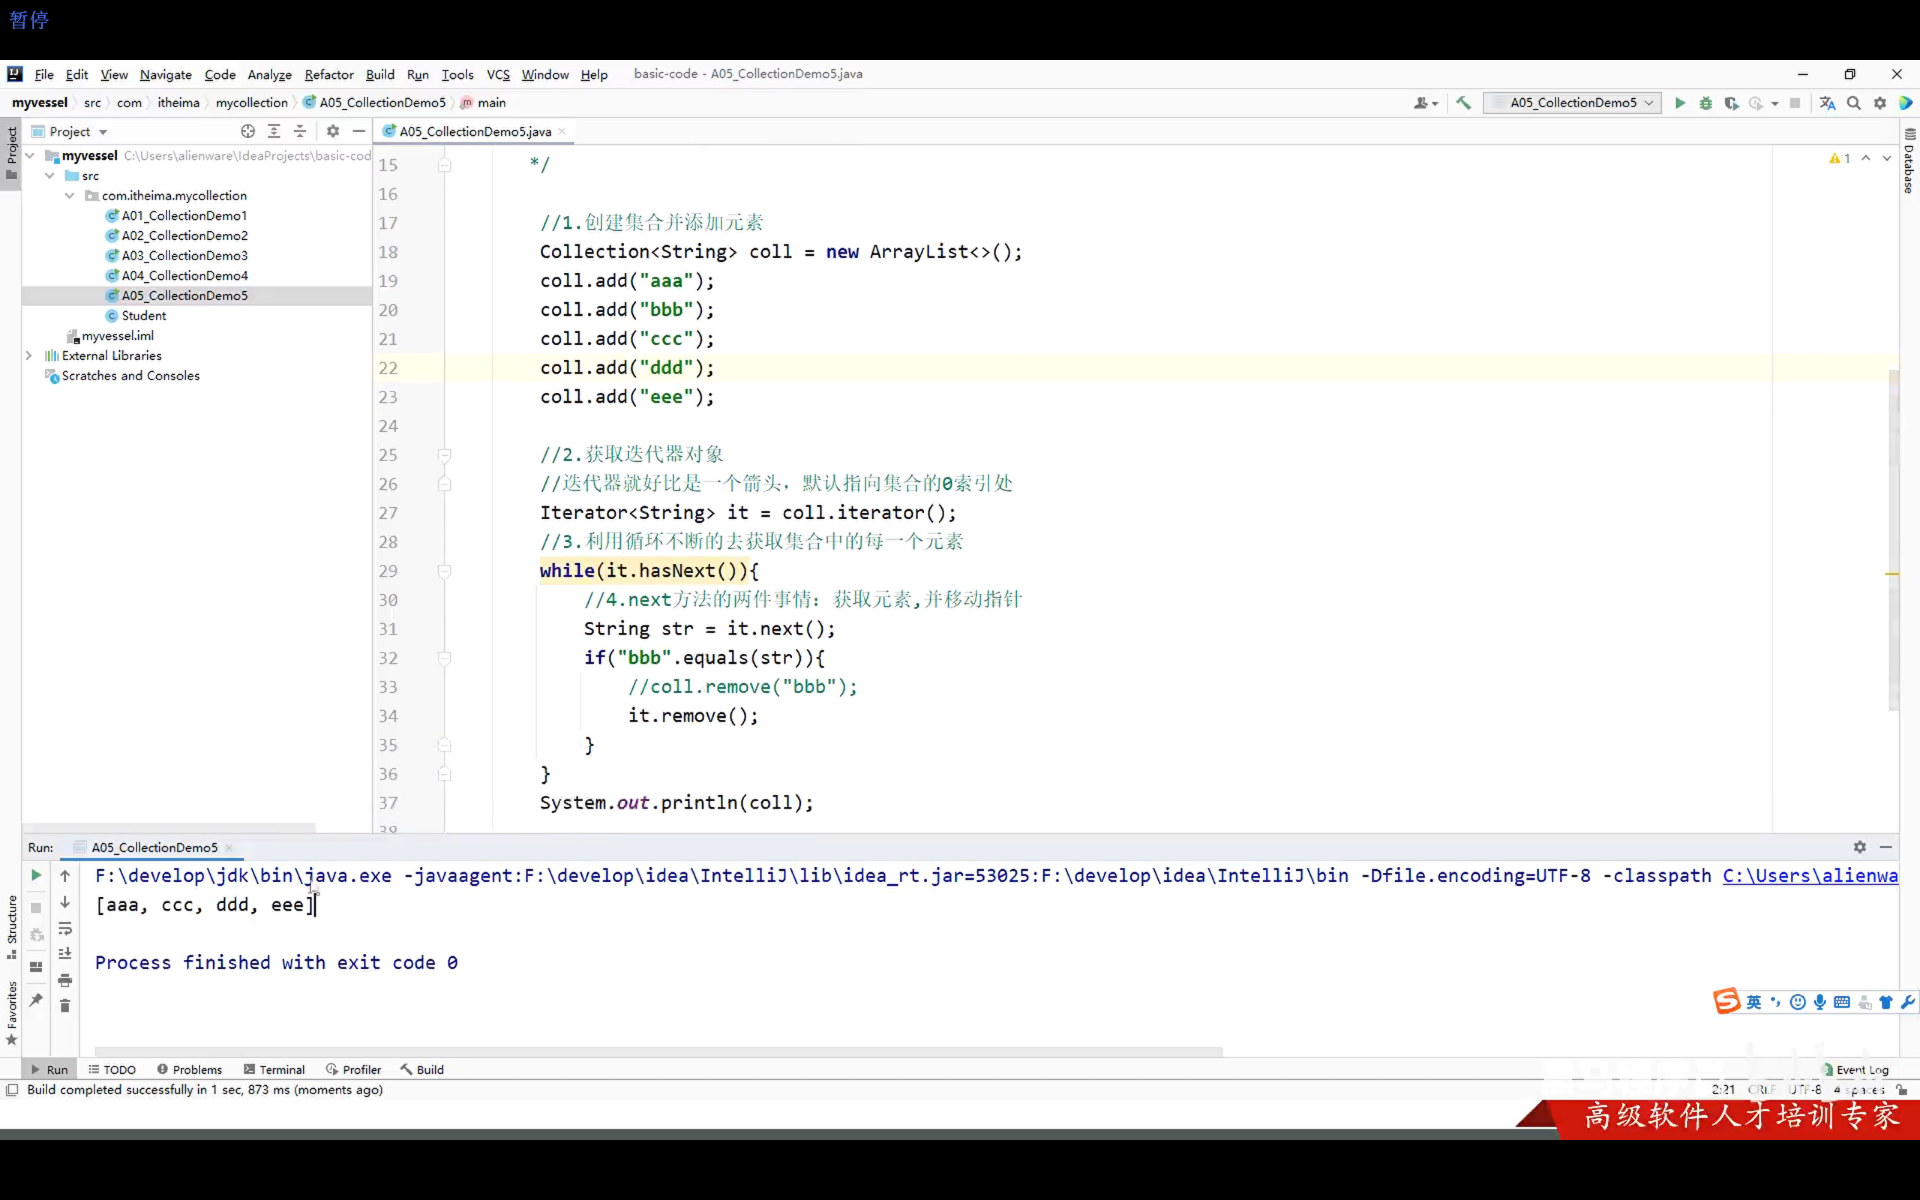 暂停
File Edit View Navigate Code Analyze Refactor Build Run Tools VCS Window Help basic-code - A05_CollectionDemo5.java
myvessel src com itheima mycollection A05_CollectionDemo5 main
A05_CollectionDemo5
Project
A05_CollectionDemo5.java
Project
myvessel C:\Users\alienware\IdeaProjects\basic-cod
src
com.itheima.mycollection
A01_CollectionDemo1
A02_CollectionDemo2
A03_CollectionDemo3
A04_CollectionDemo4
A05_CollectionDemo5
Student
myvessel.iml
External Libraries
Scratches and Consoles
15 */
16
17 //1.创建集合并添加元素
18 Collection<String> coll = new ArrayList<>();
19 coll.add("aaa");
20 coll.add("bbb");
21 coll.add("ccc");
22 coll.add("ddd");
23 coll.add("eee");
24
25 //2.获取迭代器对象
26 //迭代器就好比是一个箭头，默认指向集合的0索引处
27 Iterator<String> it = coll.iterator();
28 //3.利用循环不断的去获取集合中的每一个元素
29 while(it.hasNext()){
30 //4.next方法的两件事情：获取元素,并移动指针
31 String str = it.next();
32 if("bbb".equals(str)){
33 //coll.remove("bbb");
34 it.remove();
35 }
36 }
37 System.out.println(coll);
38
1
Database
Run: A05_CollectionDemo5
F:\develop\jdk\bin\java.exe -javaagent:F:\develop\idea\IntelliJ\lib\idea_rt.jar=53025:F:\develop\idea\IntelliJ\bin -Dfile.encoding=UTF-8 -classpath C:\Users\alienwa
[aaa, ccc, ddd, eee]
Process finished with exit code 0
Structure
Favorites
英
Run TODO Problems Terminal Profiler Build
Event Log
Build completed successfully in 1 sec, 873 ms (moments ago)
2:21 CRLF UTF-8 4 spaces
高级软件人才培训专家